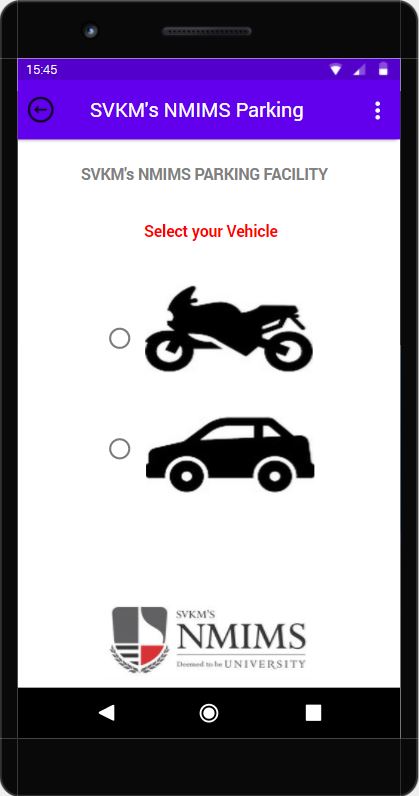 15:45
SVKM's NMIMS Parking
SVKM's NMIMS PARKING FACILITY
Select your Vehicle
SVKM'S
NMIMS
Deemed to be UNIVERSITY